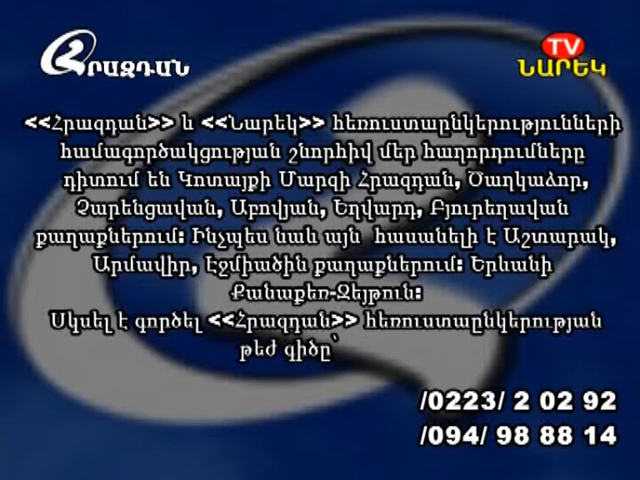 ՀՐԱԶԴԱՆ
TV
ՆԱՐԵԿ
<<Հրազդան>> և <<Նարեկ>> հեռուստաընկերությունների
համագործակցության շնորհիվ մեր հաղորդումները
դիտում են Կոտայքի Մարզի Հրազդան, Ծաղկաձոր,
Չարենցավան, Աբովյան, Եղվարդ, Բյուրեղավան
քաղաքներում: Ինչպես նաև այն հասանելի է Աշտարակ,
Արմավիր, Էջմիածին քաղաքներում: Երևանի
Քանաքեռ-Զեյթուն:
Սկսել է գործել <<Հրազդան>> հեռուստաընկերության
թեժ գիծը՝
/0223/ 2 02 92
/094/ 98 88 14